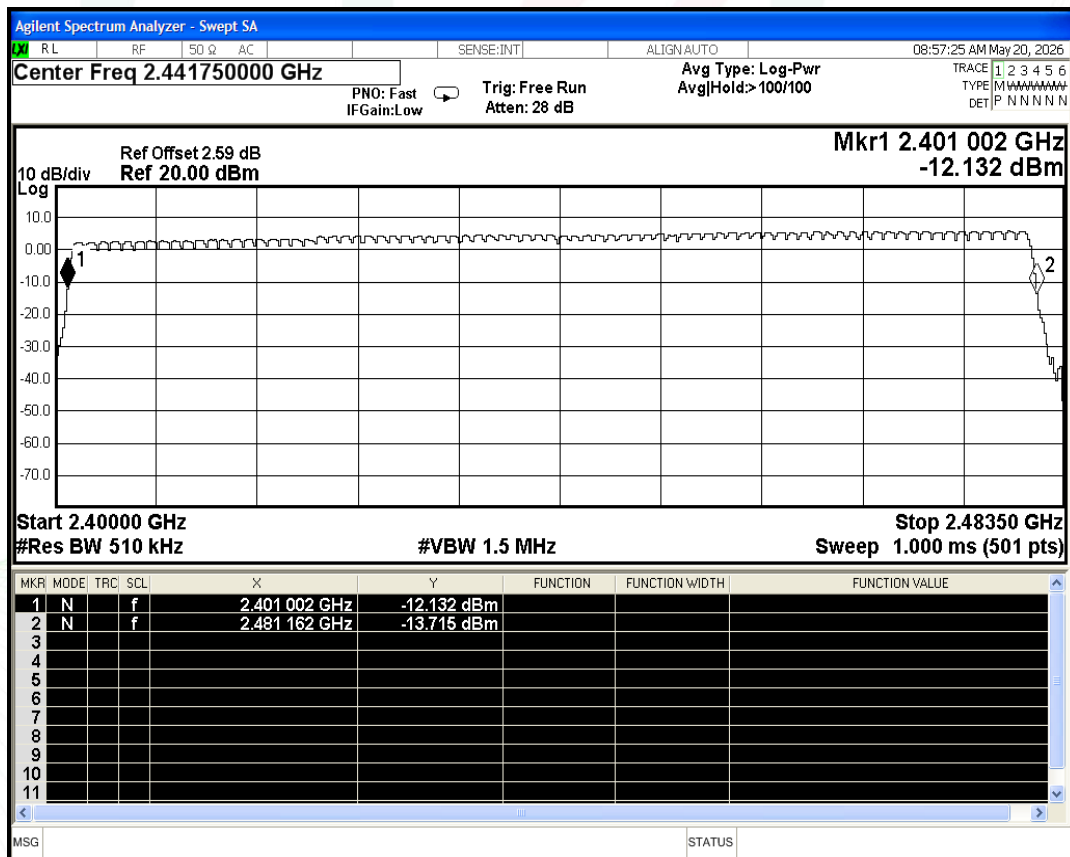 Agilent Spectrum Analyzer - Swept SA
LXI RL RF 50 Ω AC SENSE:INT ALIGNAUTO 08:57:25 AM May 20, 2026
Center Freq 2.441750000 GHz
PNO: Fast
IFGain:Low
Trig: Free Run
Atten: 28 dB
Avg Type: Log-Pwr
Avg|Hold:>100/100
TRACE 1 2 3 4 5 6
TYPE M WWWWW
DET P N N N N N
Mkr1 2.401 002 GHz
-12.132 dBm
Ref Offset 2.59 dB
10 dB/div Ref 20.00 dBm
Log
10.0
0.00
1
2
-10.0
-20.0
-30.0
-40.0
-50.0
-60.0
-70.0
Start 2.40000 GHz Stop 2.48350 GHz
#Res BW 510 kHz #VBW 1.5 MHz Sweep 1.000 ms (501 pts)
MKR MODE TRC SCL X Y FUNCTION FUNCTION WIDTH FUNCTION VALUE
1 N f 2.401 002 GHz -12.132 dBm
2 N f 2.481 162 GHz -13.715 dBm
3
4
5
6
7
8
9
10
11
MSG STATUS